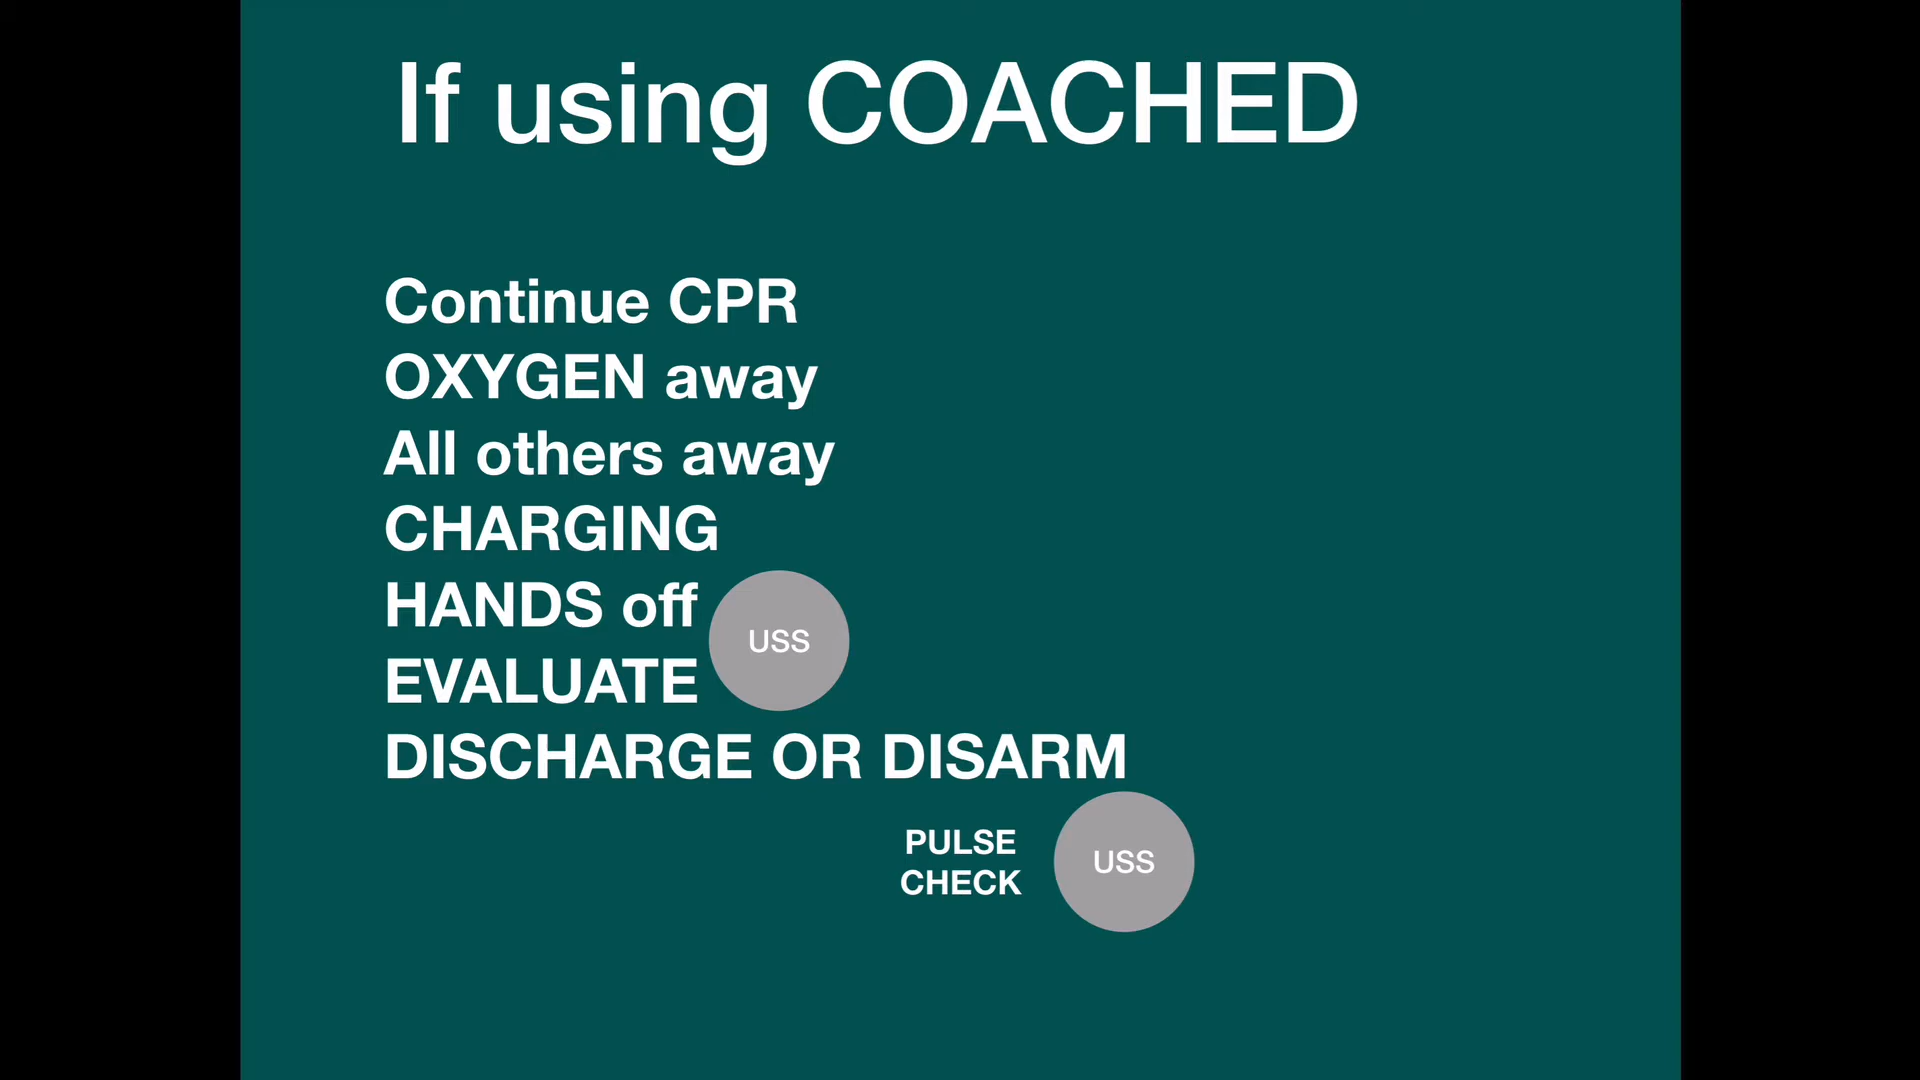 If using COACHED
Continue CPR
OXYGEN away
All others away
CHARGING
HANDS off
USS
EVALUATE
DISCHARGE OR DISARM
PULSE
CHECK
USS